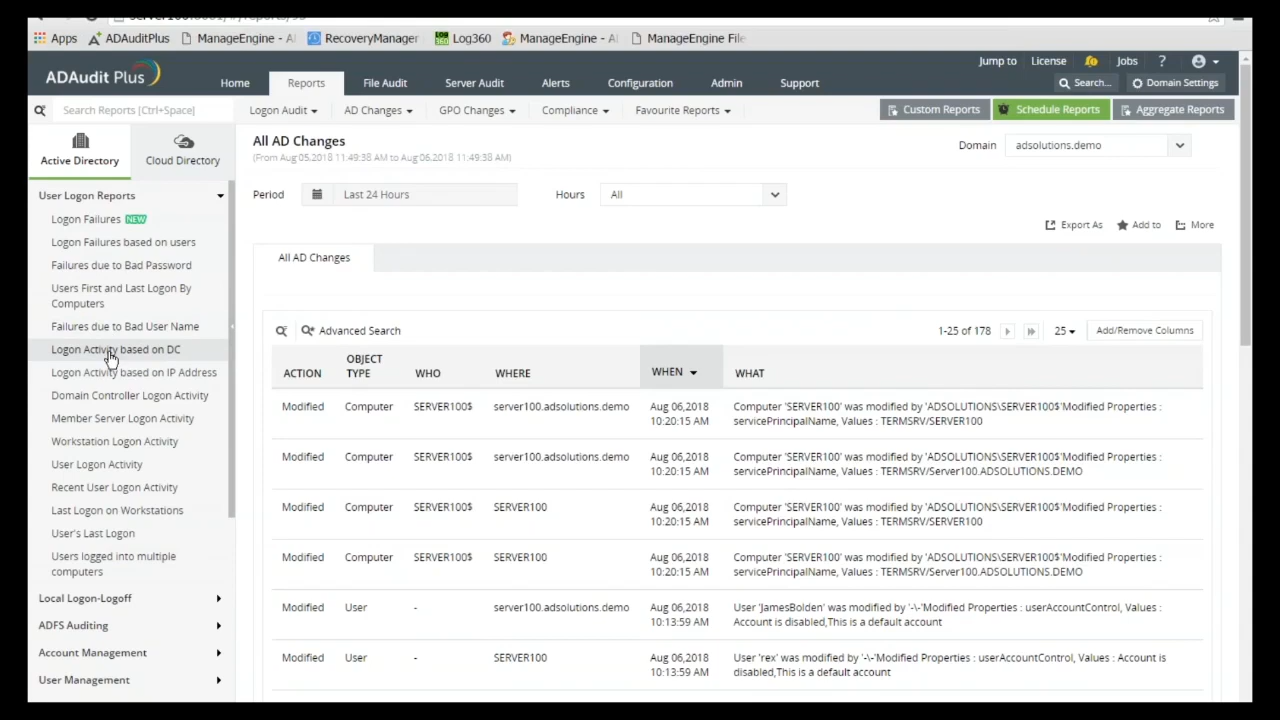 Apps ADAuditPlus ManageEngine - A RecoveryManager Log360 ManageEngine - A ManageEngine File
Jump to License Jobs ?
ADAudit Plus Home Reports File Audit Server Audit Alerts Configuration Admin Support Search... Domain Settings
Search Reports [Ctrl+Space] Logon Audit AD Changes GPO Changes Compliance Favourite Reports Custom Reports Schedule Reports Aggregate Reports
Active Directory Cloud Directory
User Logon Reports
Logon Failures NEW
Logon Failures based on users
Failures due to Bad Password
Users First and Last Logon By
Computers
Failures due to Bad User Name
Logon Activity based on DC
Logon Activity based on IP Address
Domain Controller Logon Activity
Member Server Logon Activity
Workstation Logon Activity
User Logon Activity
Recent User Logon Activity
Last Logon on Workstations
User's Last Logon
Users logged into multiple
computers
Local Logon-Logoff
ADFS Auditing
Account Management
User Management
All AD Changes
(From Aug 05,2018 11:49:38 AM to Aug 06,2018 11:49:38 AM)
Domain adsolutions.demo
Period Last 24 Hours Hours All
Export As Add to More
All AD Changes
Advanced Search 1-25 of 178 25 Add/Remove Columns
ACTION OBJECT TYPE WHO WHERE WHEN WHAT
Modified Computer SERVER100$ server100.adsolutions.demo Aug 06,2018 Computer 'SERVER100' was modified by 'ADSOLUTIONS\SERVER100$'Modified Properties :
10:20:15 AM servicePrincipalName, Values : TERMSRV/SERVER100
Modified Computer SERVER100$ server100.adsolutions.demo Aug 06,2018 Computer 'SERVER100' was modified by 'ADSOLUTIONS\SERVER100$'Modified Properties :
10:20:15 AM servicePrincipalName, Values : TERMSRV/Server100.ADSOLUTIONS.DEMO
Modified Computer SERVER100$ SERVER100 Aug 06,2018 Computer 'SERVER100' was modified by 'ADSOLUTIONS\SERVER100$'Modified Properties :
10:20:15 AM servicePrincipalName, Values : TERMSRV/SERVER100
Modified Computer SERVER100$ SERVER100 Aug 06,2018 Computer 'SERVER100' was modified by 'ADSOLUTIONS\SERVER100$'Modified Properties :
10:20:15 AM servicePrincipalName, Values : TERMSRV/Server100.ADSOLUTIONS.DEMO
Modified User - server100.adsolutions.demo Aug 06,2018 User 'JamesBolden' was modified by '-\-'Modified Properties : userAccountControl, Values :
10:13:59 AM Account is disabled,This is a default account
Modified User - SERVER100 Aug 06,2018 User 'rex' was modified by '-\-'Modified Properties : userAccountControl, Values : Account is
10:13:59 AM disabled,This is a default account